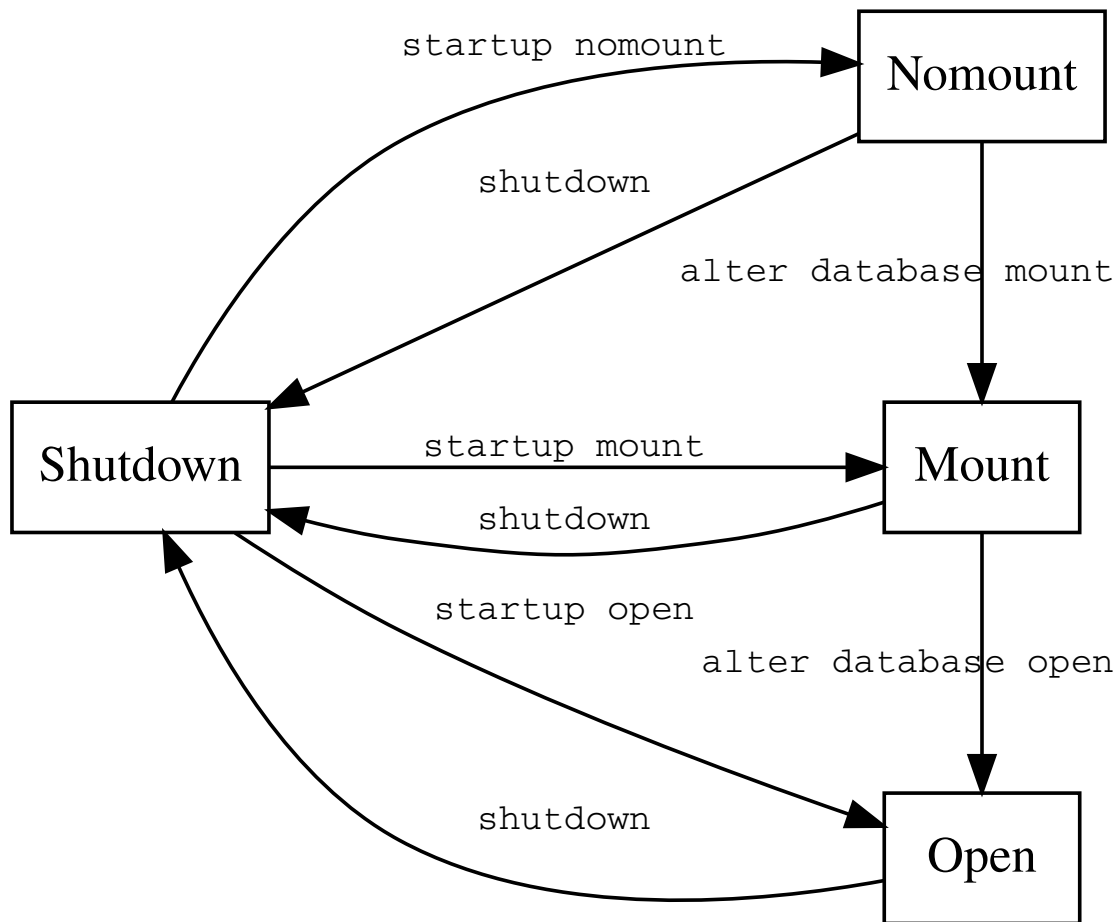 startup nomount
Nomount
shutdown
alter database mount
Shutdown
startup mount
Mount
shutdown
startup open
alter database open
shutdown
Open